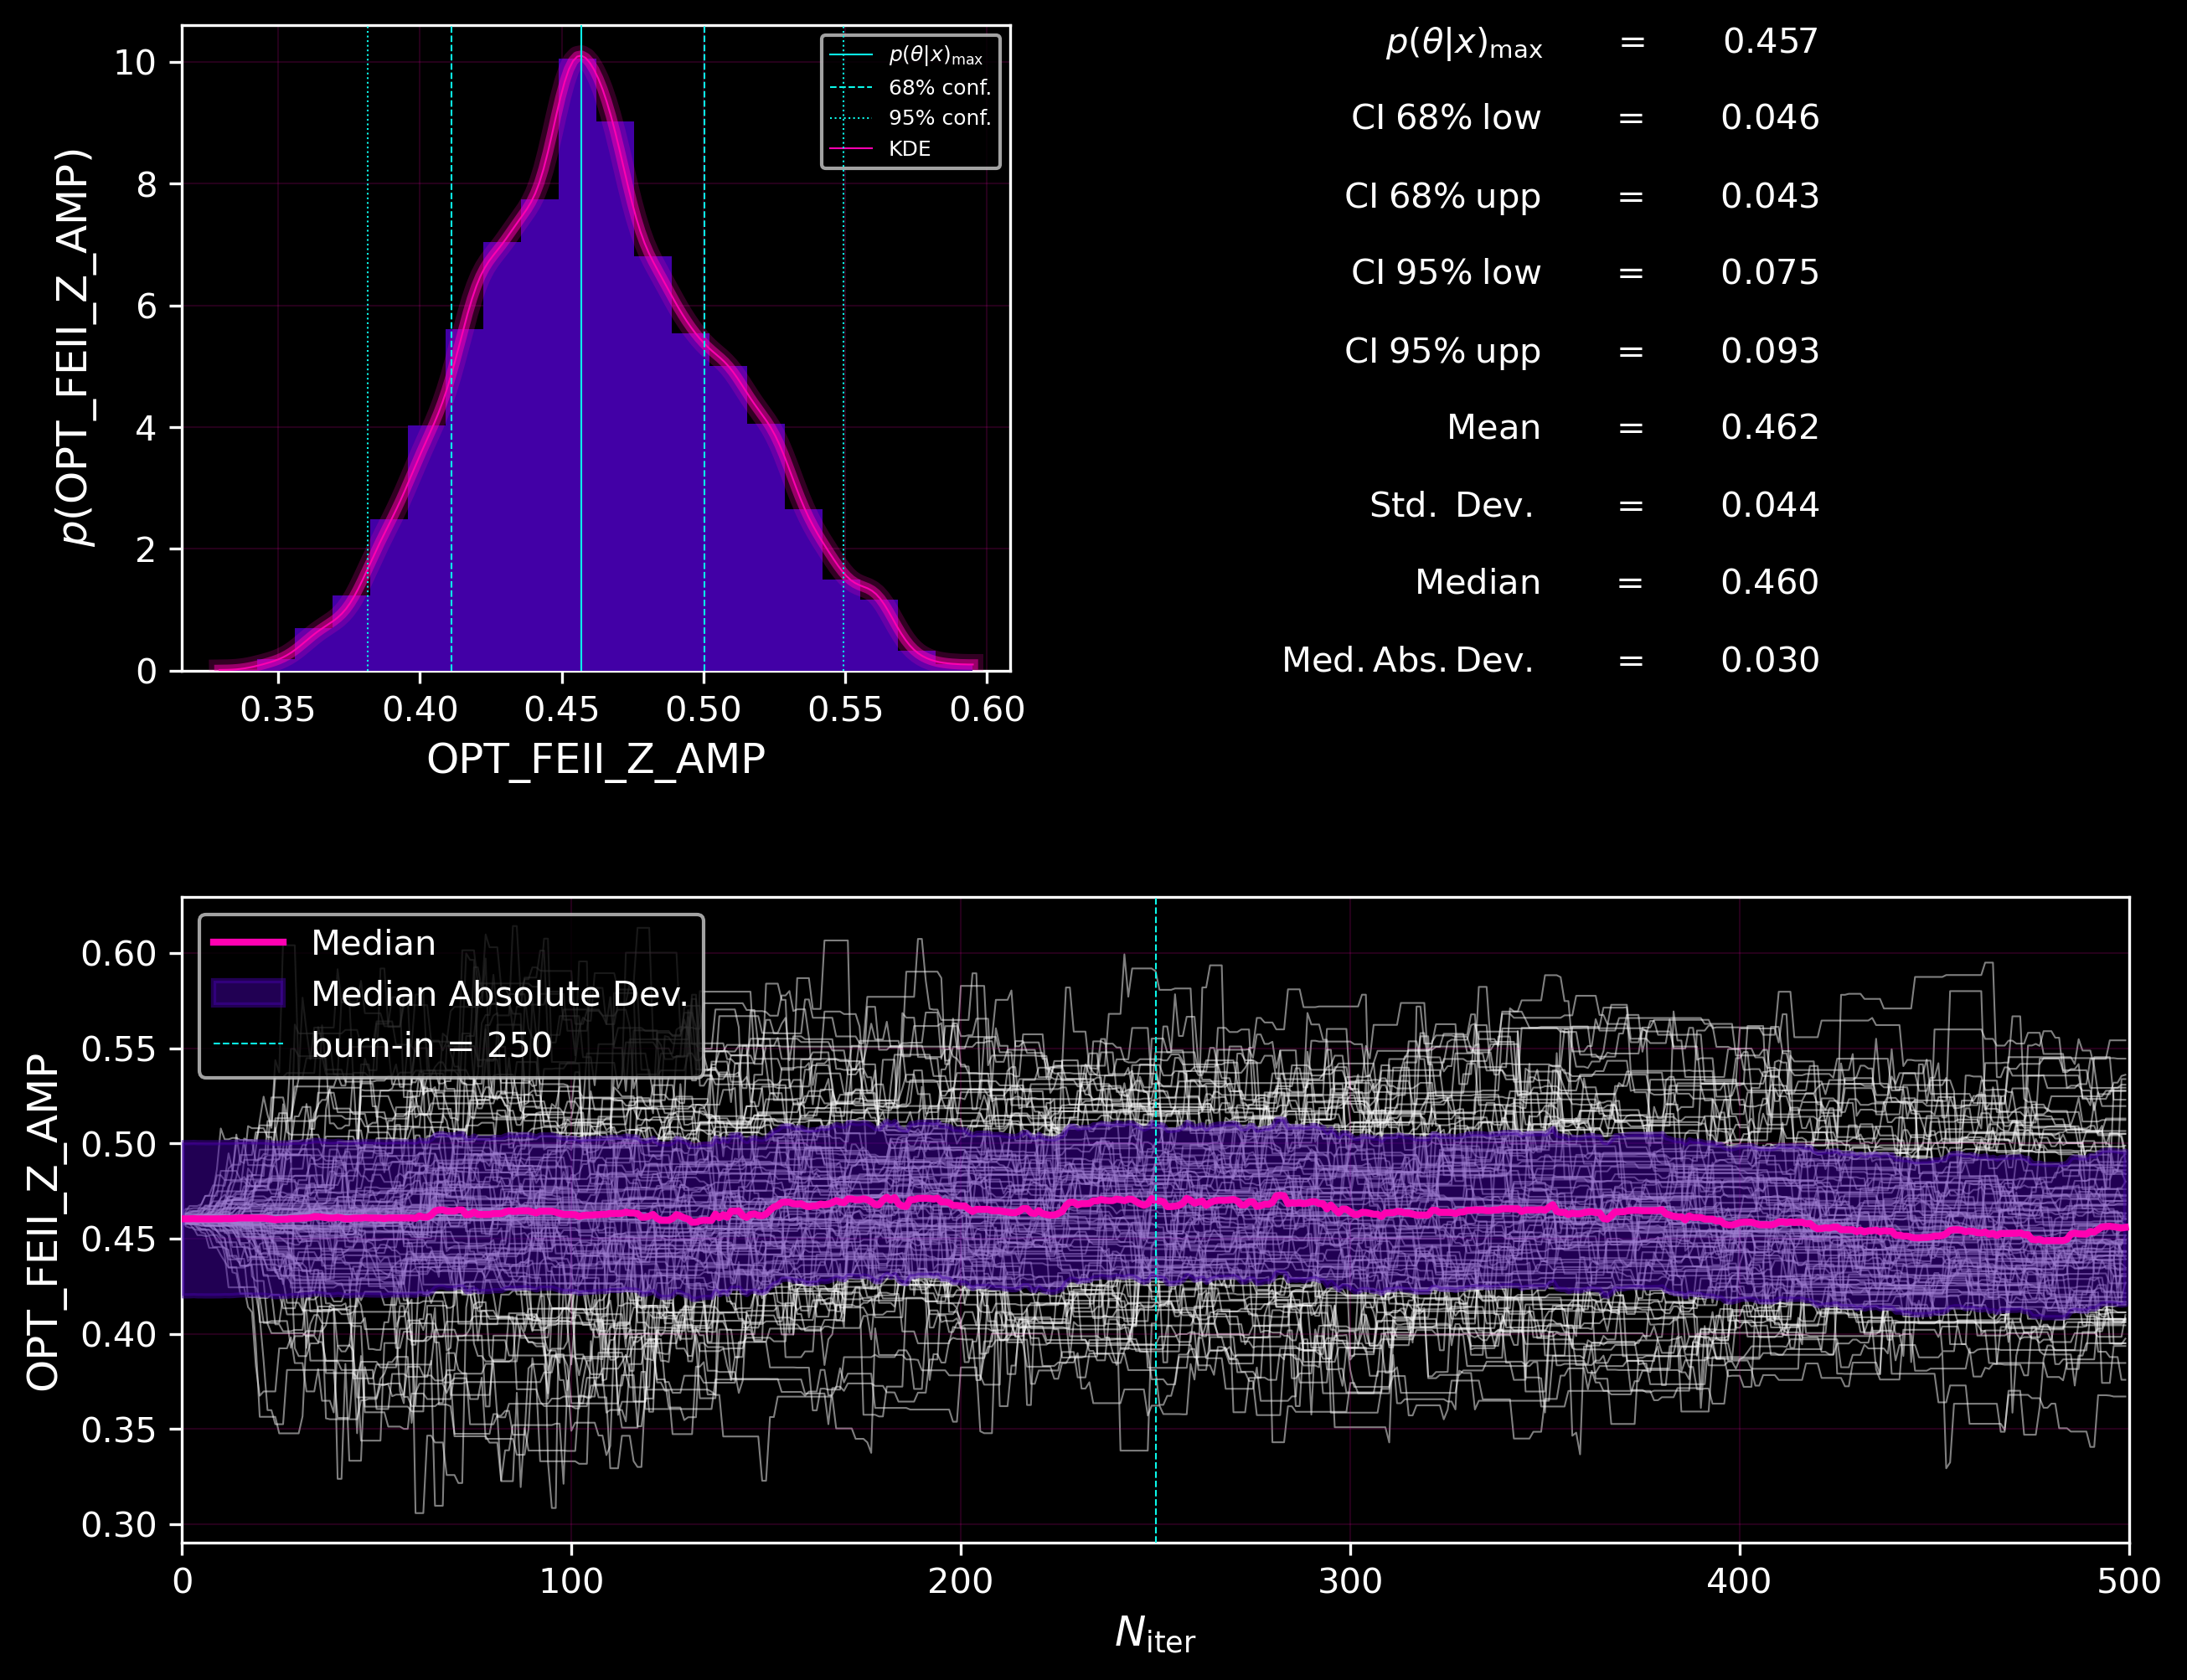 10
8
6
4
2
0
p(OPT_FEII_Z_AMP)
0.35 0.40 0.45 0.50 0.55 0.60
OPT_FEII_Z_AMP
p(θ|x)max
68% conf.
95% conf.
KDE
p(θ|x)max = 0.457
CI 68% low = 0.046
CI 68% upp = 0.043
CI 95% low = 0.075
CI 95% upp = 0.093
Mean = 0.462
Std. Dev. = 0.044
Median = 0.460
Med. Abs. Dev. = 0.030
Median
Median Absolute Dev.
burn-in = 250
0.60
0.55
0.50
0.45
0.40
0.35
0.30
OPT_FEII_Z_AMP
0 100 200 300 400 500
Niter